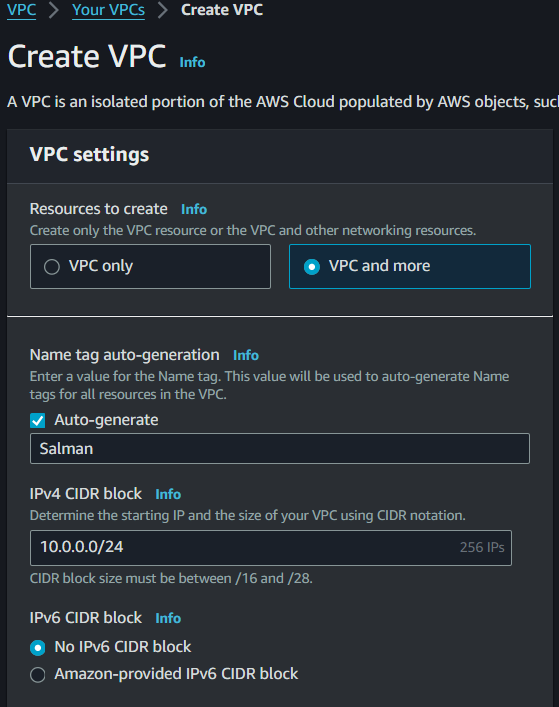 VPC > Your VPCs > Create VPC
Create VPC Info
A VPC is an isolated portion of the AWS Cloud populated by AWS objects,
VPC settings
Resources to create Info
Create only the VPC resource or the VPC and other networking resources.
VPC only
VPC and more
Name tag auto-generation Info
Enter a value for the Name tag. This value will be used to auto-generate Name
tags for all resources in the VPC.
Auto-generate
Salman
IPv4 CIDR block Info
Determine the starting IP and the size of your VPC using CIDR notation.
10.0.0.0/24 256 IPs
CIDR block size must be between /16 and /28.
IPv6 CIDR block Info
No IPv6 CIDR block
Amazon-provided IPv6 CIDR block